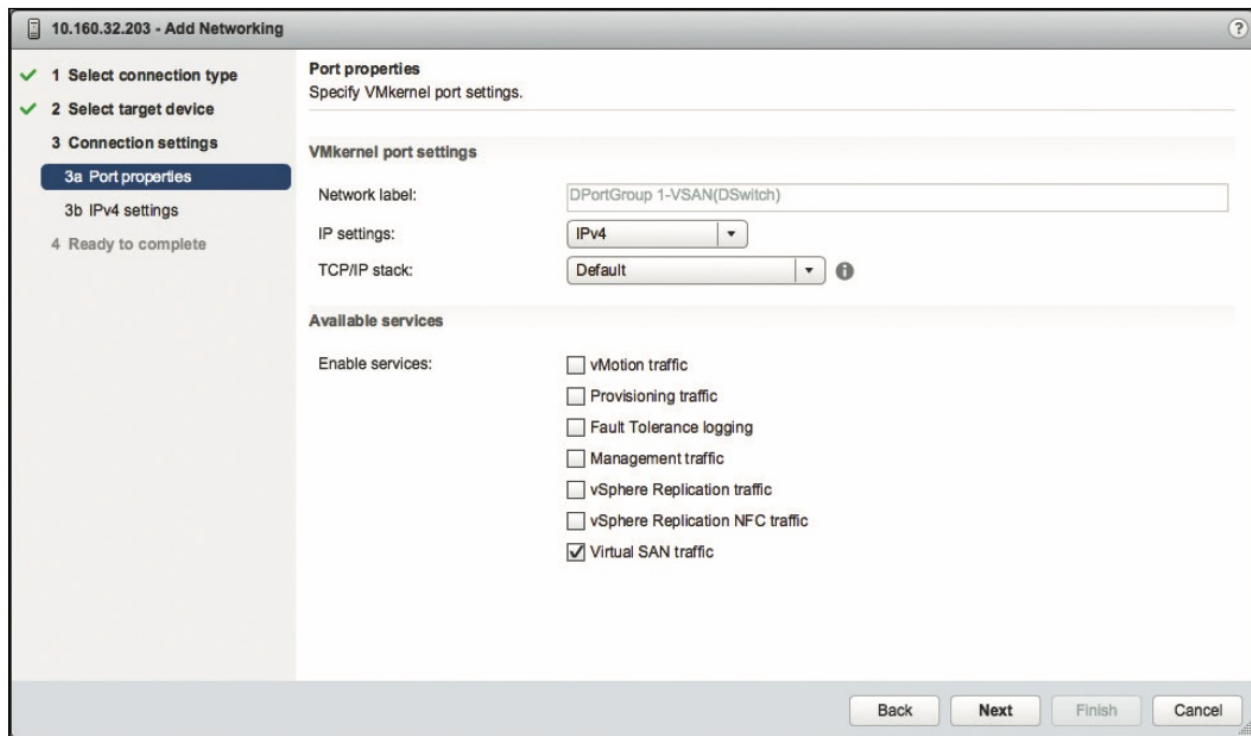 10.160.32.203 - Add Networking
?
1 Select connection type
2 Select target device
3 Connection settings
3a Port properties
3b IPv4 settings
4 Ready to complete
Port properties
Specify VMkernel port settings.
VMkernel port settings
Network label: DPortGroup 1-VSAN(DSwitch)
IP settings: IPv4
TCP/IP stack: Default
Available services
Enable services: vMotion traffic
Provisioning traffic
Fault Tolerance logging
Management traffic
vSphere Replication traffic
vSphere Replication NFC traffic
Virtual SAN traffic
Back Next Finish Cancel